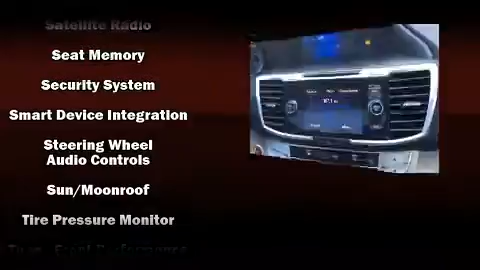 Satellite Radio
Seat Memory
Security System
Smart Device Integration
Steering Wheel
Audio Controls
Sun/Moonroof
Tire Pressure Monitor